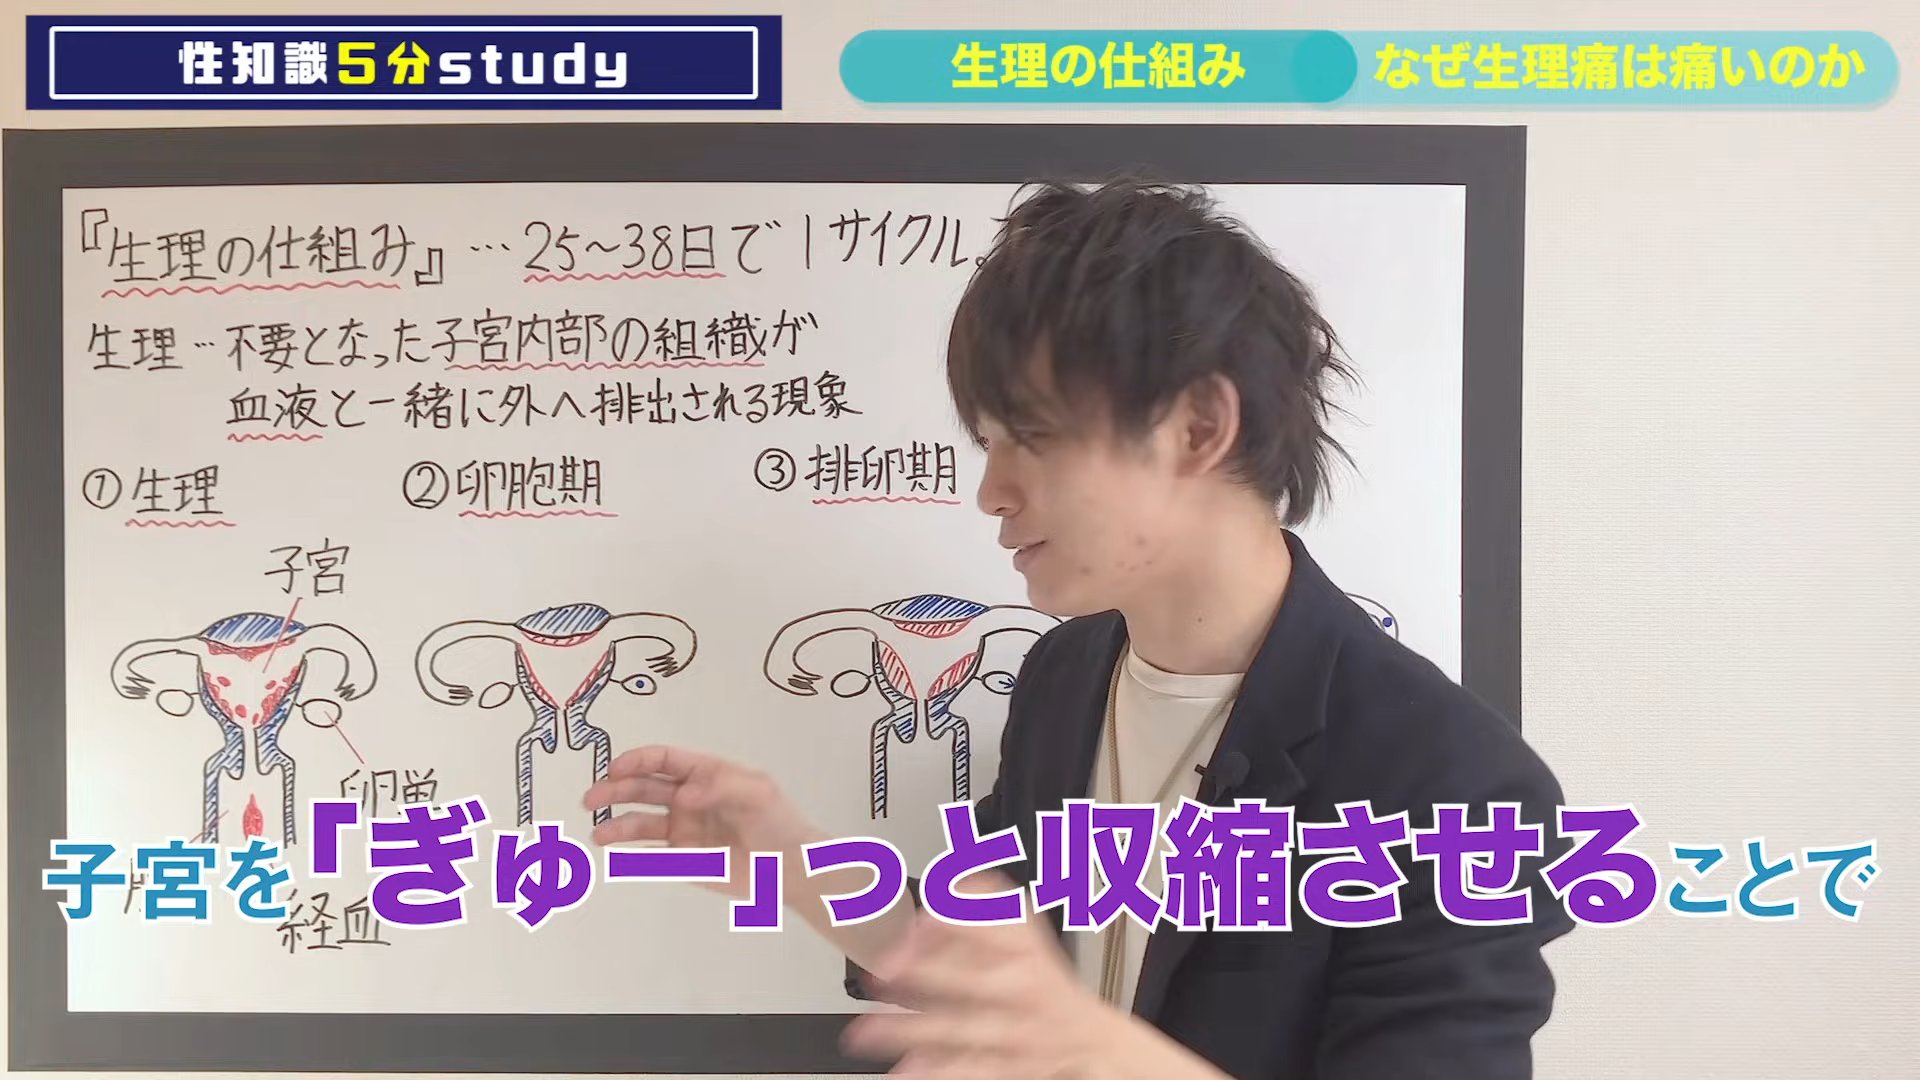 性知識5分study
生理の仕組み
なぜ生理痛は痛いのか
『生理の仕組み』…25~38日で1サイクル。
生理…不要となった子宮内部の組織が
血液と一緒に外へ排出される現象
①生理
②卵胞期
③排卵期
子宮
卵巣
子宮を「ぎゅー」っと収縮させることで
経血